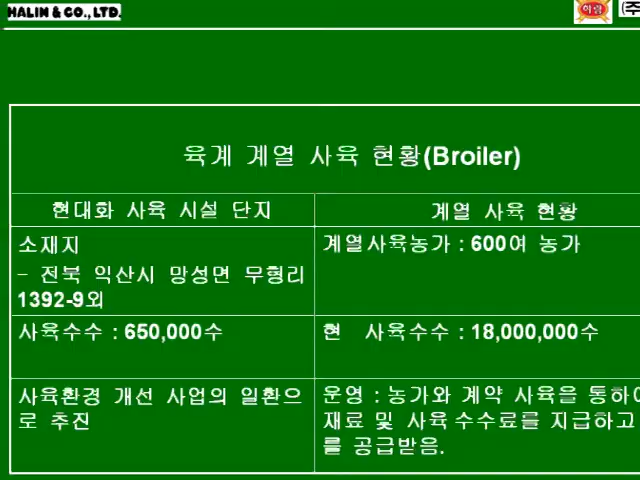 HALIM & CO., LTD.
하림
(주
육계 계열 사육 현황(Broiler)
현대화 사육 시설 단지
계열 사육 현황
소재지
- 전북 익산시 망성면 무형리
1392-9외
계열사육농가 : 600여 농가
사육수수 : 650,000수
현 사육수수 : 18,000,000수
사육환경 개선 사업의 일환으
로 추진
운영 : 농가와 계약 사육을 통하여
재료 및 사육 수수료를 지급하고
를 공급받음.